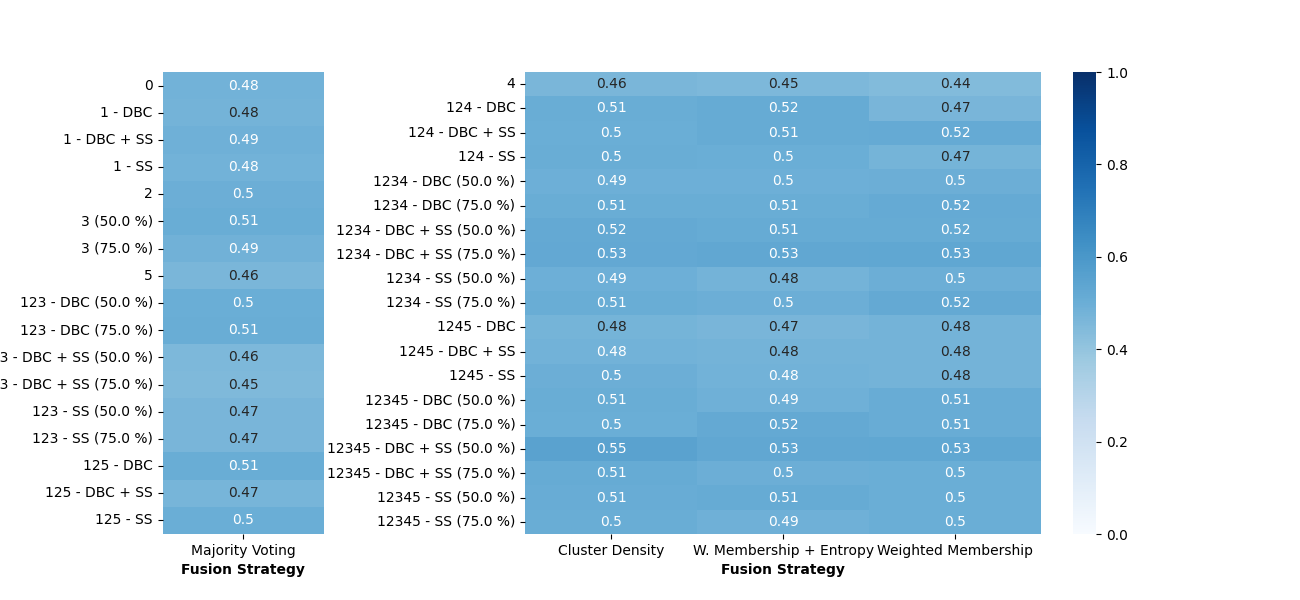 0 0.48
1 - DBC 0.48
1 - DBC + SS 0.49
1 - SS 0.48
2 0.5
3 (50.0 %) 0.51
3 (75.0 %) 0.49
5 0.46
123 - DBC (50.0 %) 0.5
123 - DBC (75.0 %) 0.51
3 - DBC + SS (50.0 %) 0.46
3 - DBC + SS (75.0 %) 0.45
123 - SS (50.0 %) 0.47
123 - SS (75.0 %) 0.47
125 - DBC 0.51
125 - DBC + SS 0.47
125 - SS 0.5
Majority Voting
Fusion Strategy
4 0.46 0.45 0.44
124 - DBC 0.51 0.52 0.47
124 - DBC + SS 0.5 0.51 0.52
124 - SS 0.5 0.5 0.47
1234 - DBC (50.0 %) 0.49 0.5 0.5
1234 - DBC (75.0 %) 0.51 0.51 0.52
1234 - DBC + SS (50.0 %) 0.52 0.51 0.52
1234 - DBC + SS (75.0 %) 0.53 0.53 0.53
1234 - SS (50.0 %) 0.49 0.48 0.5
1234 - SS (75.0 %) 0.51 0.5 0.52
1245 - DBC 0.48 0.47 0.48
1245 - DBC + SS 0.48 0.48 0.48
1245 - SS 0.5 0.48 0.48
12345 - DBC (50.0 %) 0.51 0.49 0.51
12345 - DBC (75.0 %) 0.5 0.52 0.51
12345 - DBC + SS (50.0 %) 0.55 0.53 0.53
12345 - DBC + SS (75.0 %) 0.51 0.5 0.5
12345 - SS (50.0 %) 0.51 0.51 0.5
12345 - SS (75.0 %) 0.5 0.49 0.5
Cluster Density W. Membership + Entropy Weighted Membership
Fusion Strategy
1.0
0.8
0.6
0.4
0.2
0.0